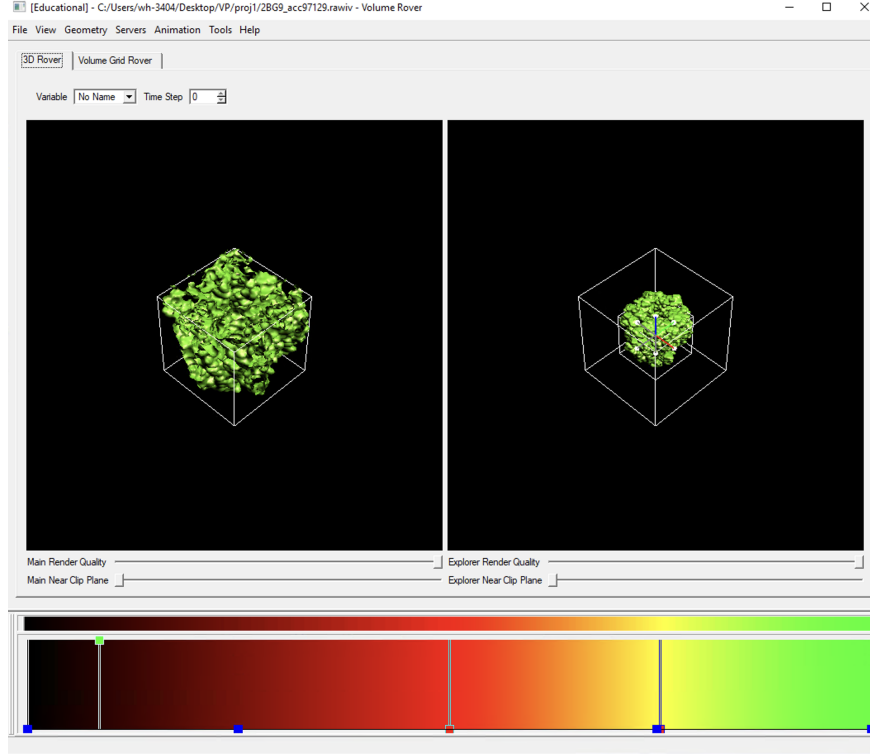 [Educational] - C:/Users/wh-3404/Desktop/VP/proj1/2BG9_acc97129.rawiv - Volume Rover
File View Geometry Servers Animation Tools Help
3D Rover Volume Grid Rover
Variable No Name Time Step 0
Main Render Quality Explorer Render Quality
Main Near Clip Plane Explorer Near Clip Plane